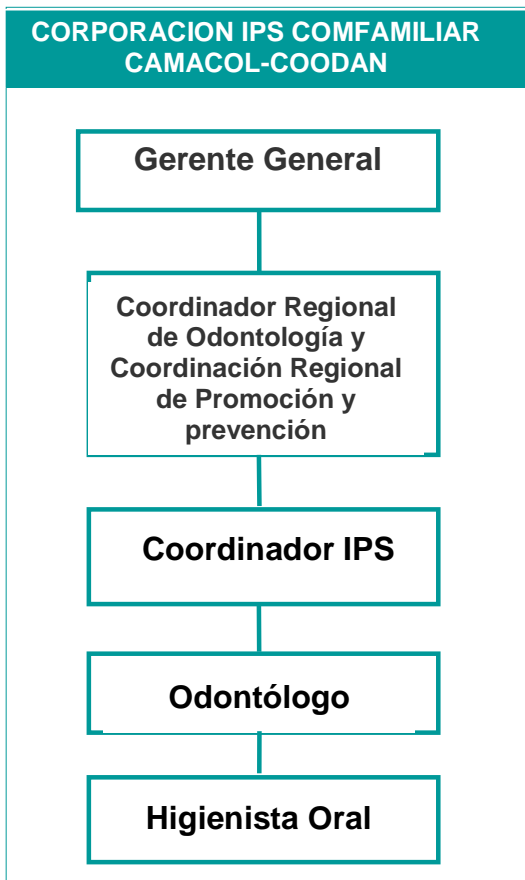 CORPORACION IPS COMFAMILIAR
CAMACOL-COODAN
Gerente General
Coordinador Regional
de Odontología y
Coordinación Regional
de Promoción y
prevención
Coordinador IPS
Odontólogo
Higienista Oral